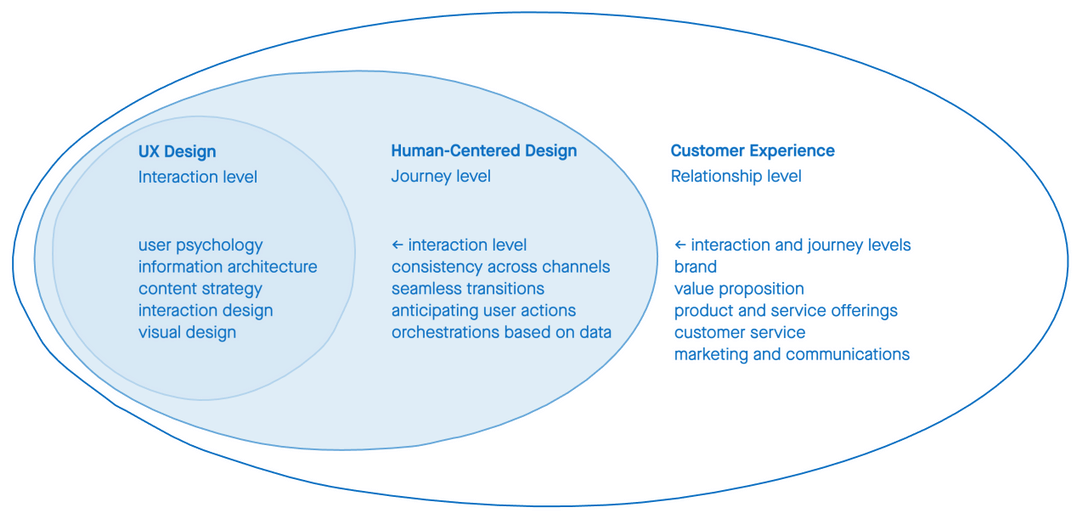 UX Design
Interaction level
user psychology
information architecture
content strategy
interaction design
visual design
Human-Centered Design
Journey level
← interaction level
consistency across channels
seamless transitions
anticipating user actions
orchestrations based on data
Customer Experience
Relationship level
← interaction and journey levels
brand
value proposition
product and service offerings
customer service
marketing and communications